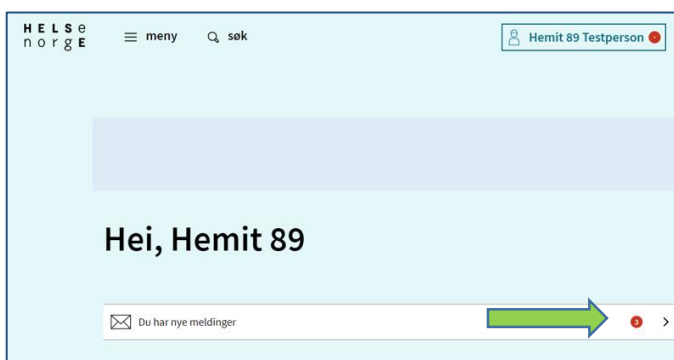 HELSe
norgE
meny
søk
Hemit 89 Testperson
Hei, Hemit 89
Du har nye meldinger
3